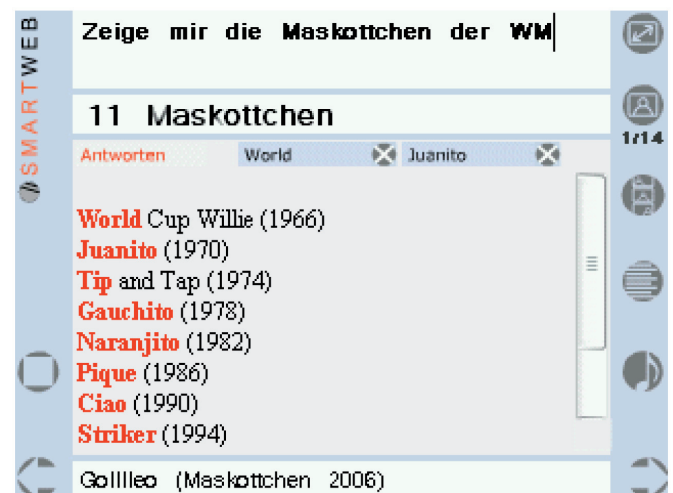 SMARTWEB
Zeige mir die Maskottchen der WM
11 Maskottchen
1/14
Antworten World Juanito
World Cup Willie (1966)
Juanito (1970)
Tip and Tap (1974)
Gauchito (1978)
Naranjito (1982)
Pique (1986)
Ciao (1990)
Striker (1994)
Golllleo (Maskottchen 2006)